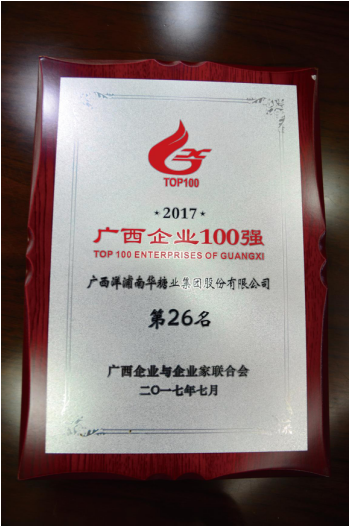 TOP100
★2017★
广西企业100强
TOP 100 ENTERPRISES OF GUANGXI
广西洋浦南华糖业集团股份有限公司
第26名
广西企业与企业家联合会
二〇一七年七月